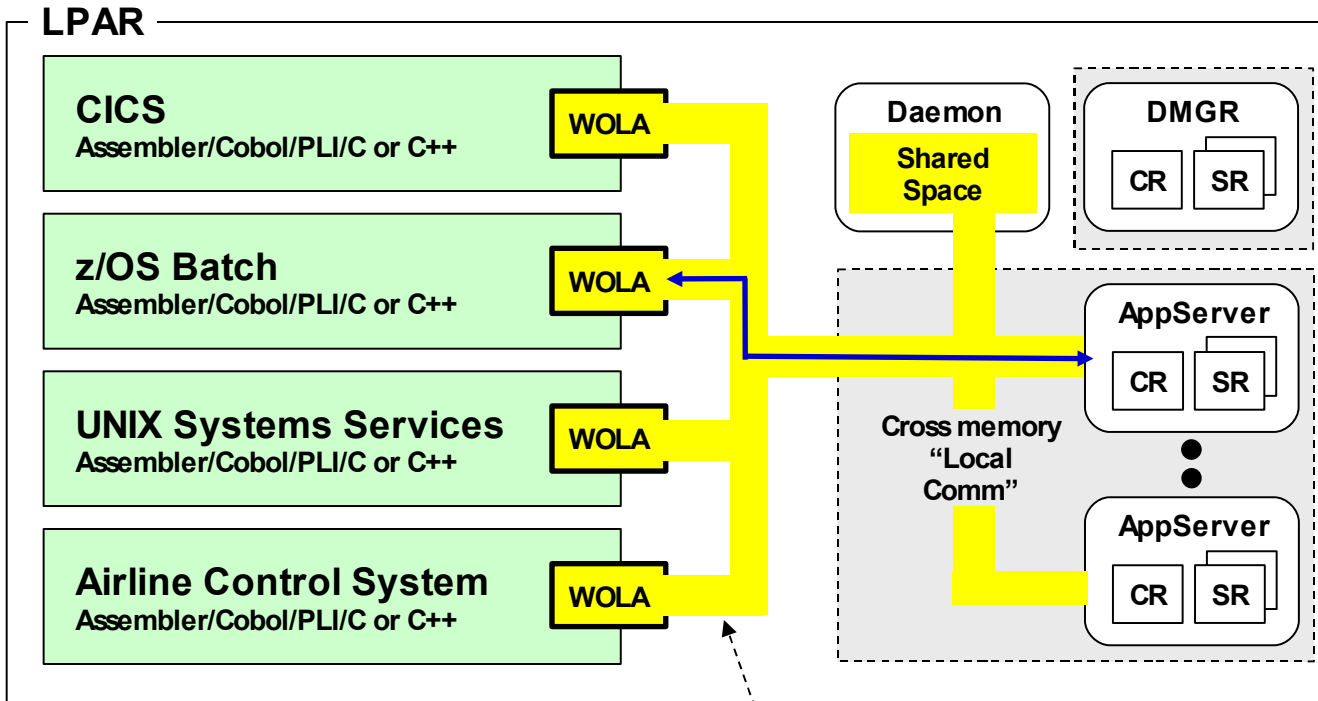 LPAR
CICS
Assembler/Cobol/PLI/C or C++
WOLA
z/OS Batch
Assembler/Cobol/PLI/C or C++
WOLA
UNIX Systems Services
Assembler/Cobol/PLI/C or C++
WOLA
Airline Control System
Assembler/Cobol/PLI/C or C++
WOLA
Daemon
Shared
Space
DMGR
CR
SR
AppServer
CR
SR
Cross memory
“Local
Comm”
AppServer
CR
SR